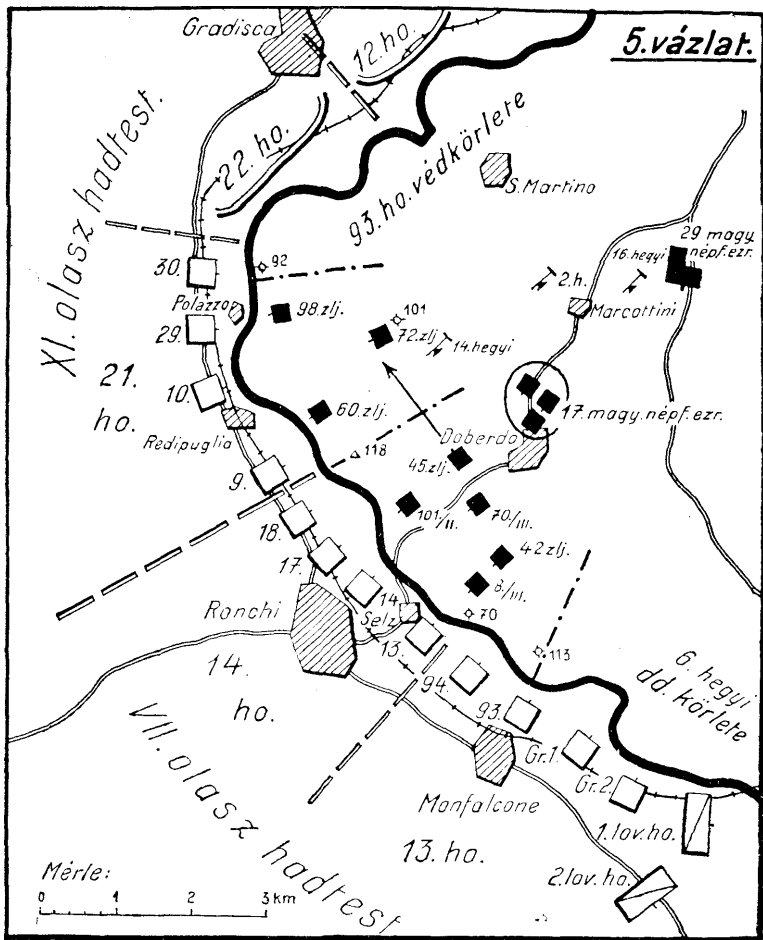 Gradisca
12. ho.
5. vázlat.
22. ho.
XI. olasz hadtest.
93. ho. védkörlete
S. Martino
29 magy.
népf. ezr.
16. hegyi
30.
92
2. h.
Polazzo
98. zlj.
101
Marcottini
29.
72. zlj.
14. hegyi
21.
ho.
10.
60. zlj.
17. magy. népf. ezr.
Redipuglia
Doberdo
118
45. zlj.
9.
101/II.
70/III.
18.
42 zlj.
17.
8/III.
14.
Selz
70
Ronchi
13.
113
14.
ho.
94.
6. hegyi
dd. körlete
93.
Gr. 1.
Gr. 2.
VII. olasz hadtest
Monfalcone
1. lov. ho.
13. ho.
2. lov. ho.
Mérle:
0 1 2 3 km